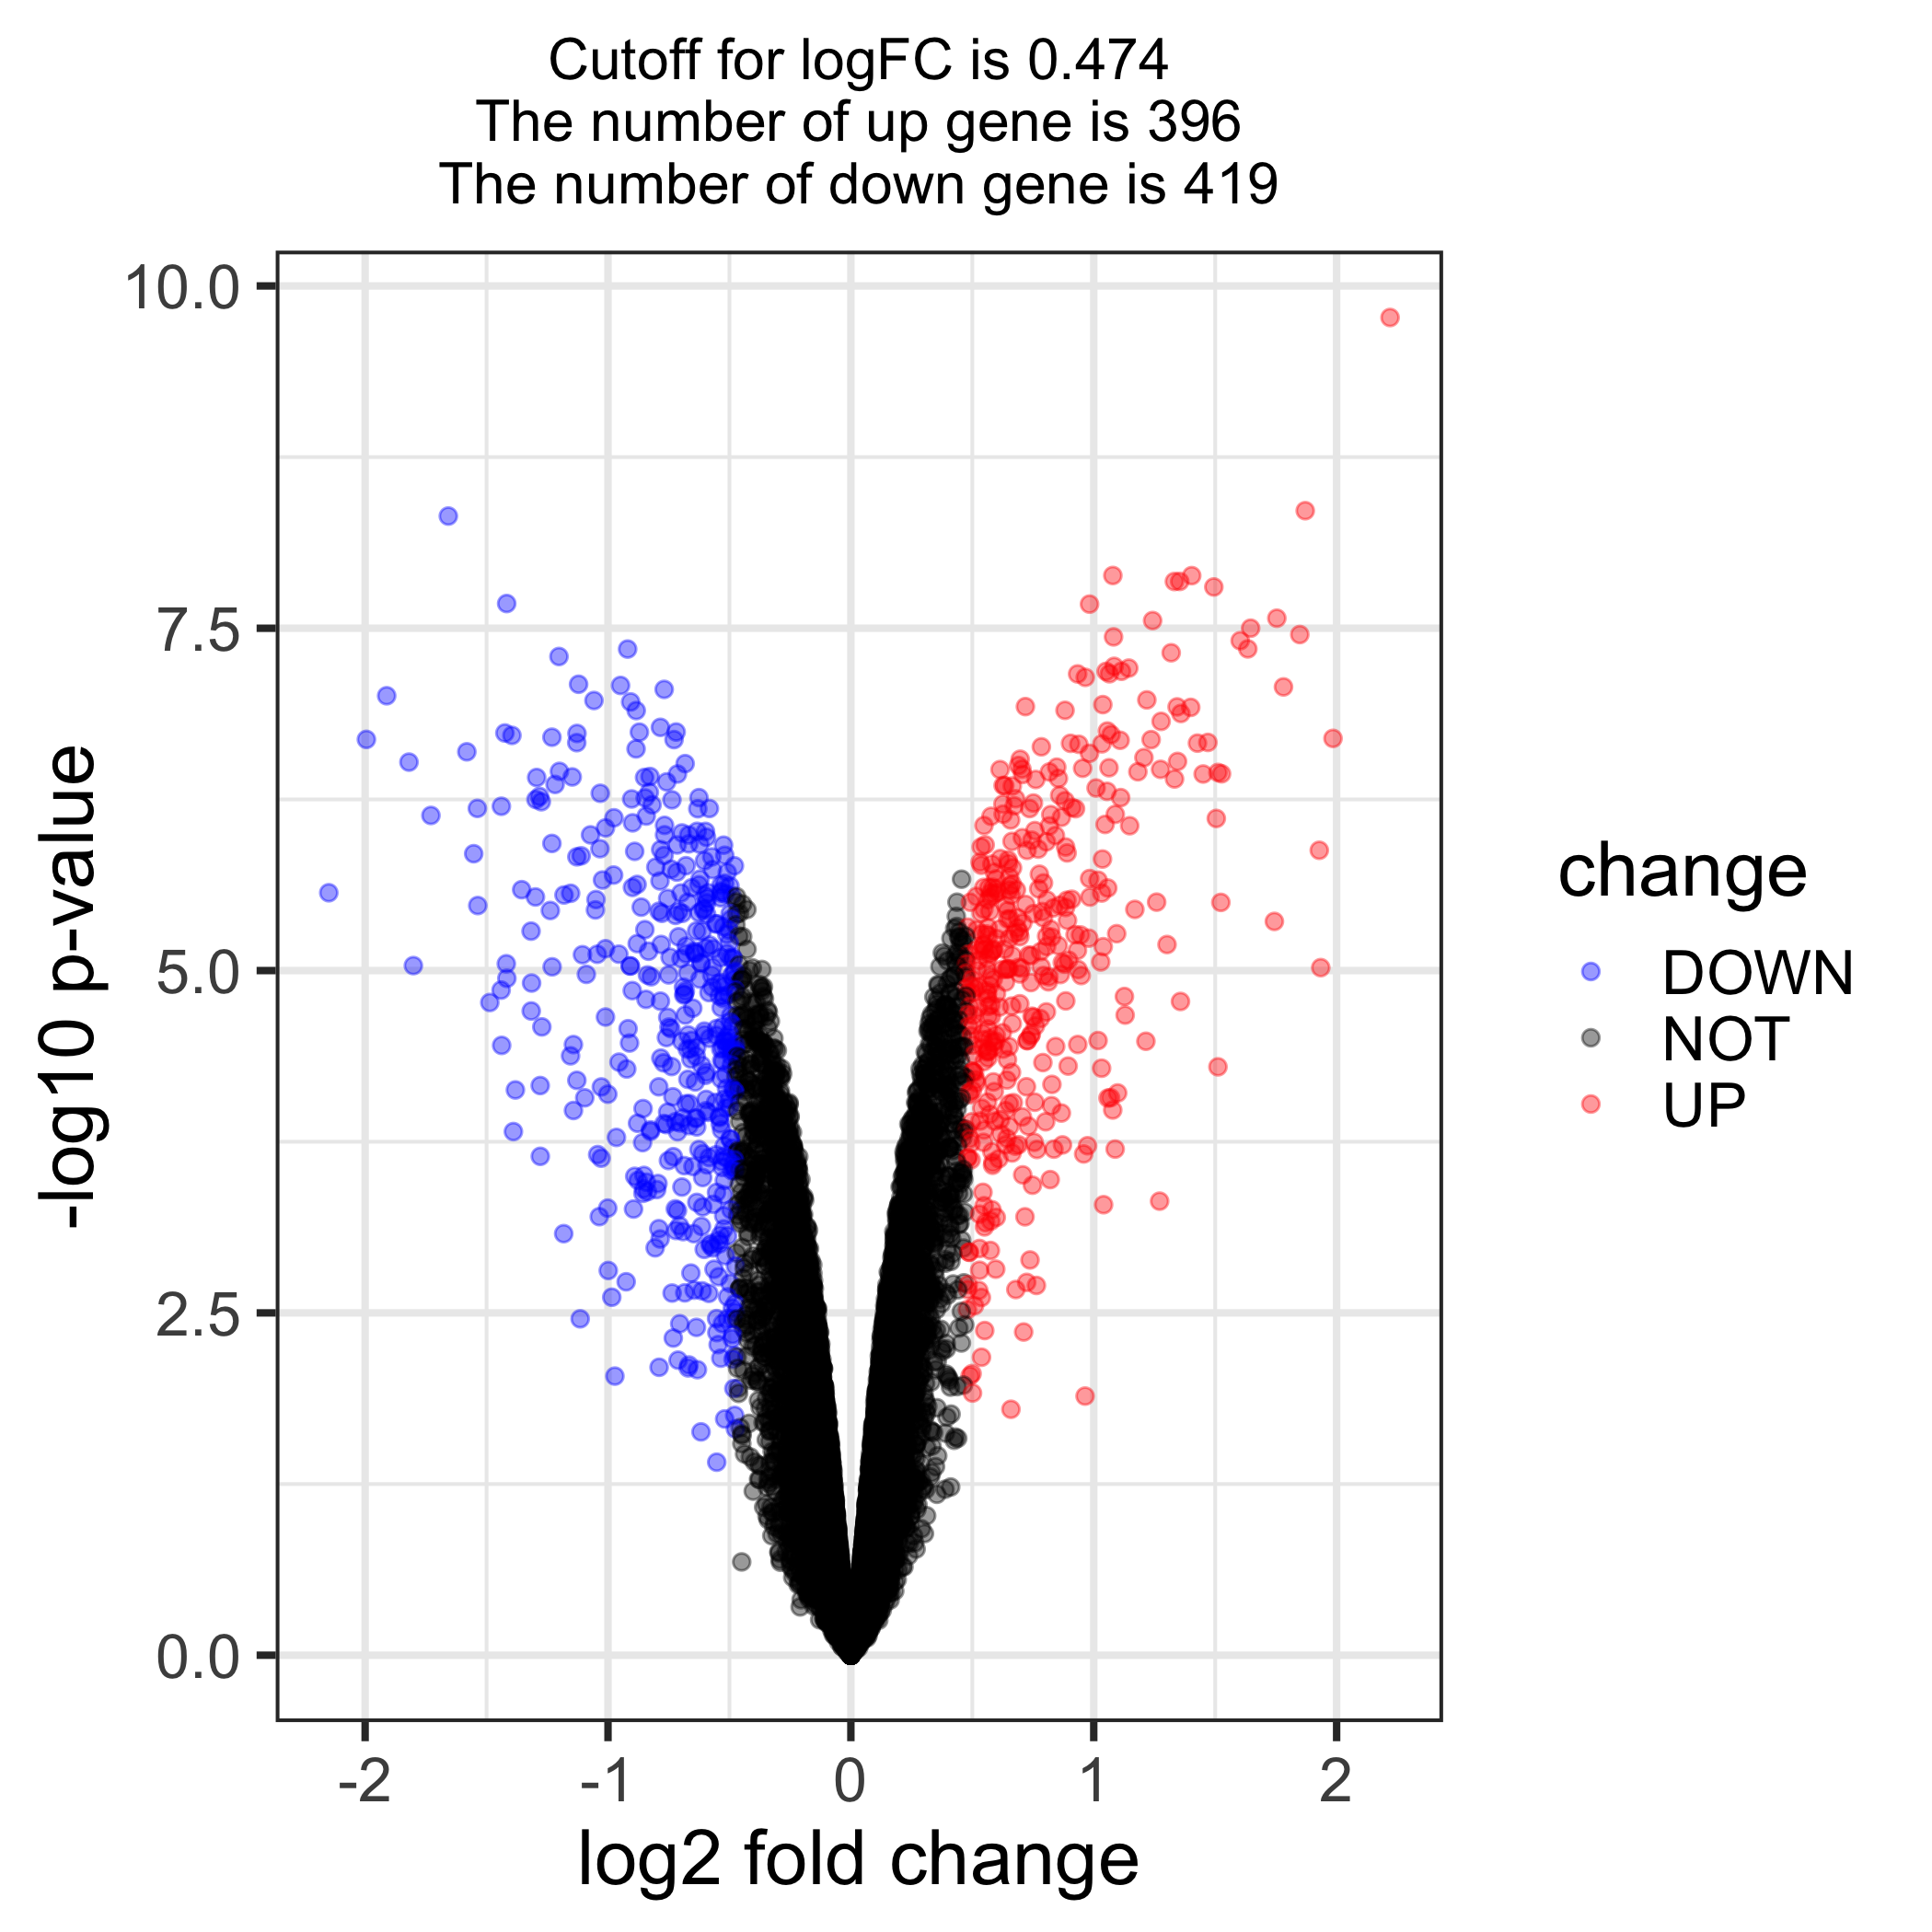 Cutoff for logFC is 0.474
The number of up gene is 396
The number of down gene is 419
-log10 p-value
10.0
7.5
5.0
2.5
0.0
-2 -1 0 1 2
log2 fold change
change
DOWN
NOT
UP